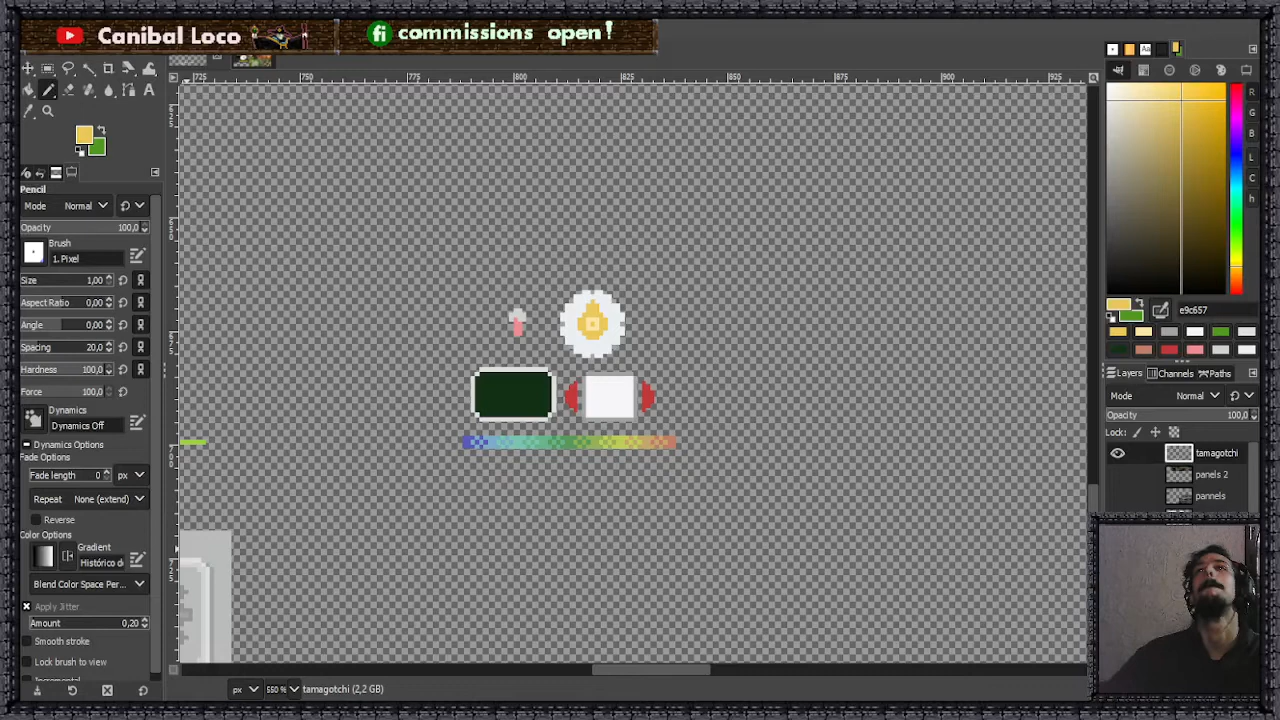 Canibal Loco
fi commissions open!
725 750 775 800 825 850 875 900 925
Pencil
Mode Normal
Opacity 100,0
Brush
1. Pixel
Size 1,00
Aspect Ratio 0,00
Angle 0,00
Spacing 20,0
Hardness 100,0
Force 100,0
Dynamics
Dynamics Off
Dynamics Options
Fade Options
Fade length 0 px
Repeat None (extend)
Reverse
Color Options
Gradient
Histórico d
Blend Color Space Per...
Apply Jitter
Amount 0,20
Smooth stroke
Lock brush to view
px 550 % tamagotchi (2,2 GB)
Aa
R
G
B
L
C
h
e9c657
Layers Channels Paths
Mode Normal
Opacity 100,0
Lock:
tamagotchi
panels 2
pannels